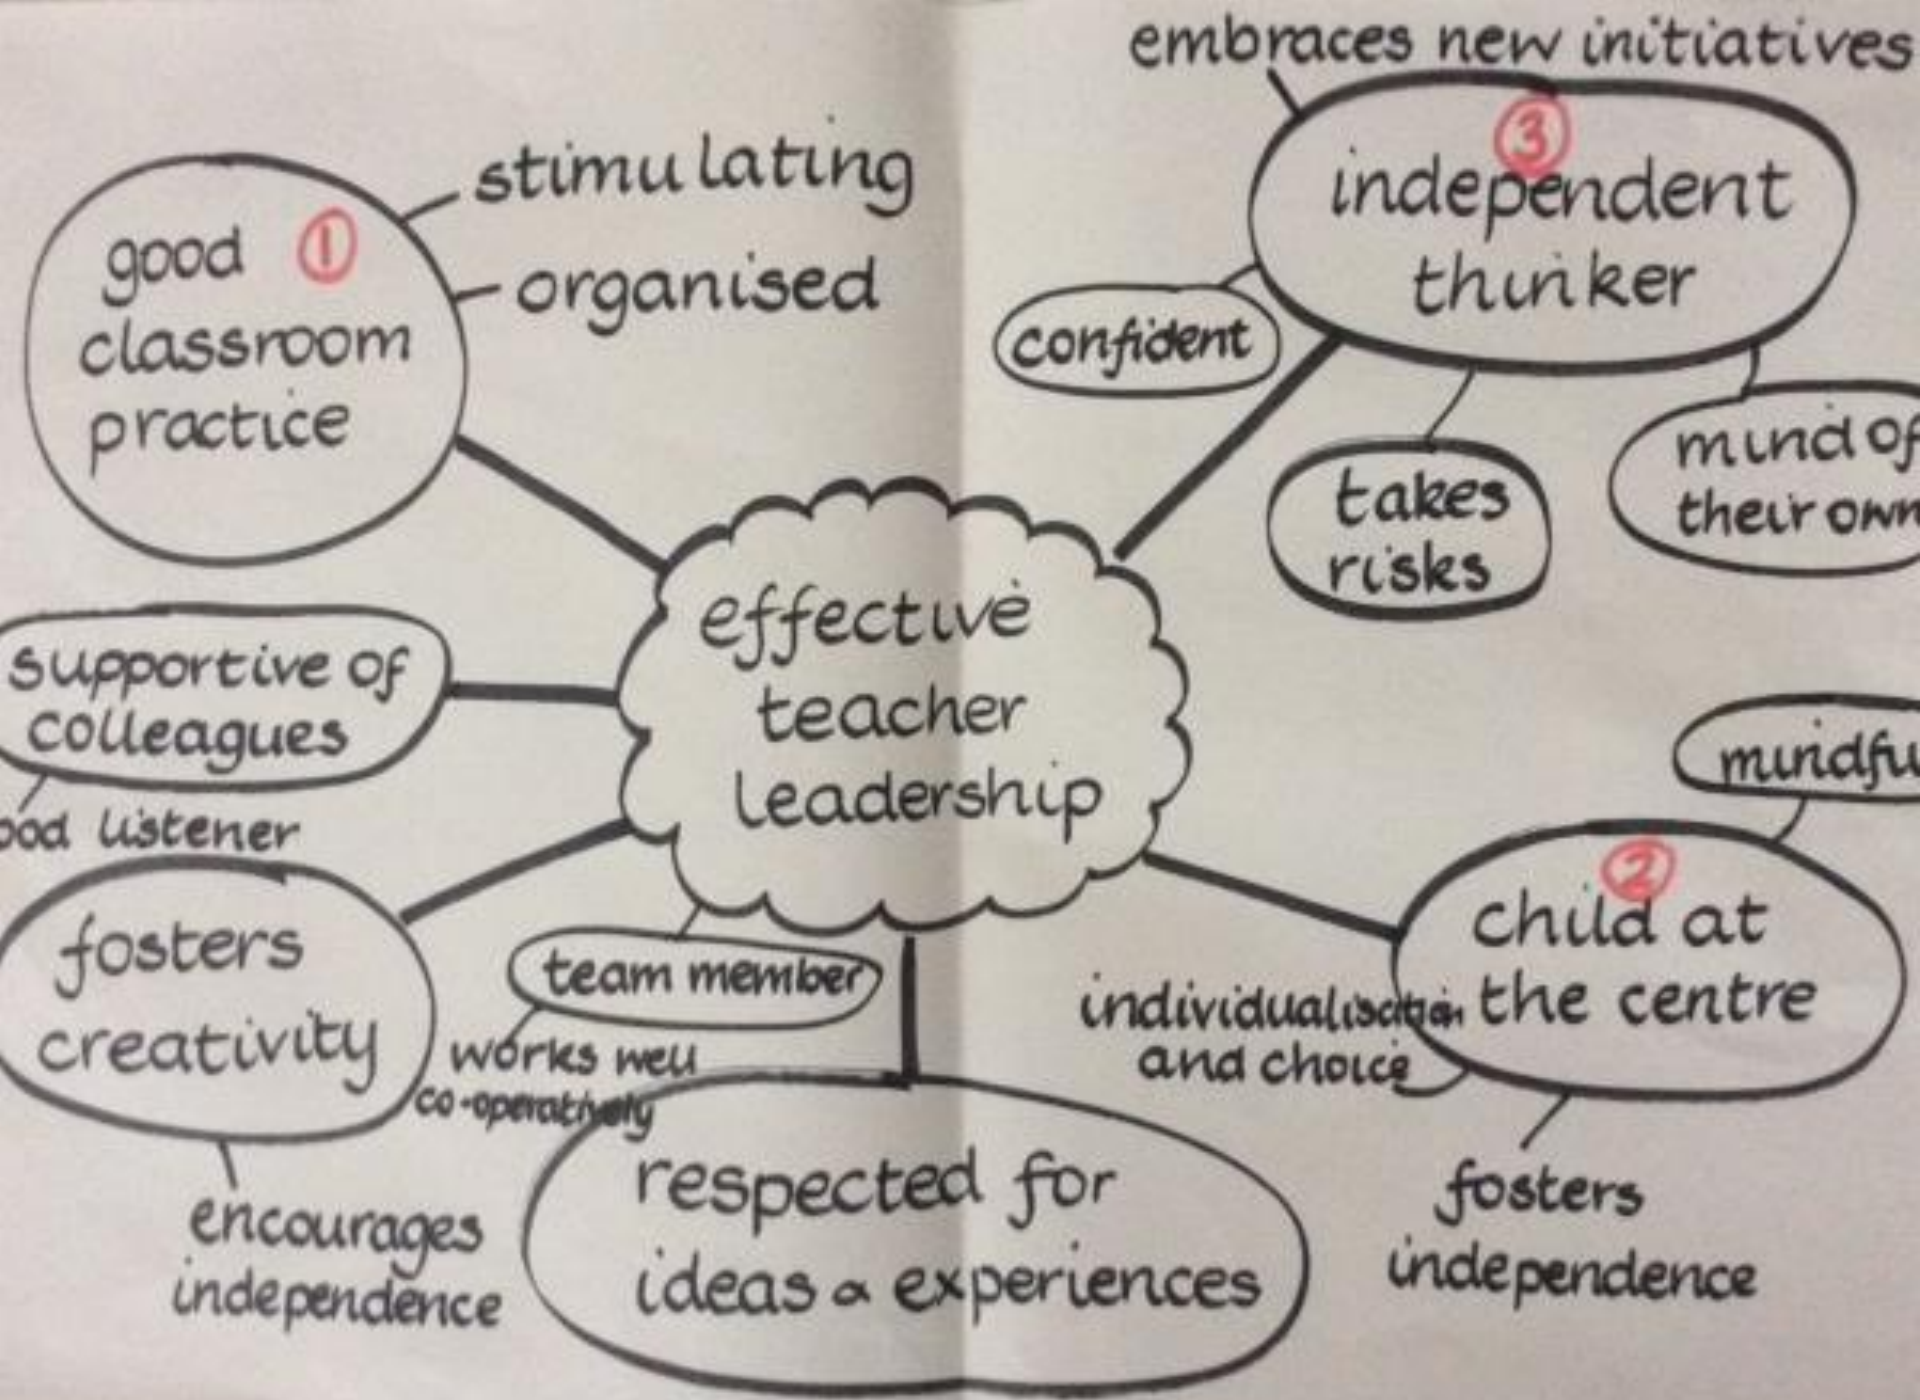 embraces new initiatives
stimulating
organised
good ①
classroom
practice
③
independent
thinker
confident
takes
risks
mind of
their own
effective
teacher
leadership
supportive of
colleagues
listener
fosters
creativity
encourages
independence
team member
works well
co-operatively
respected for
ideas & experiences
②
child at
the centre
individualisation
and choice
fosters
independence